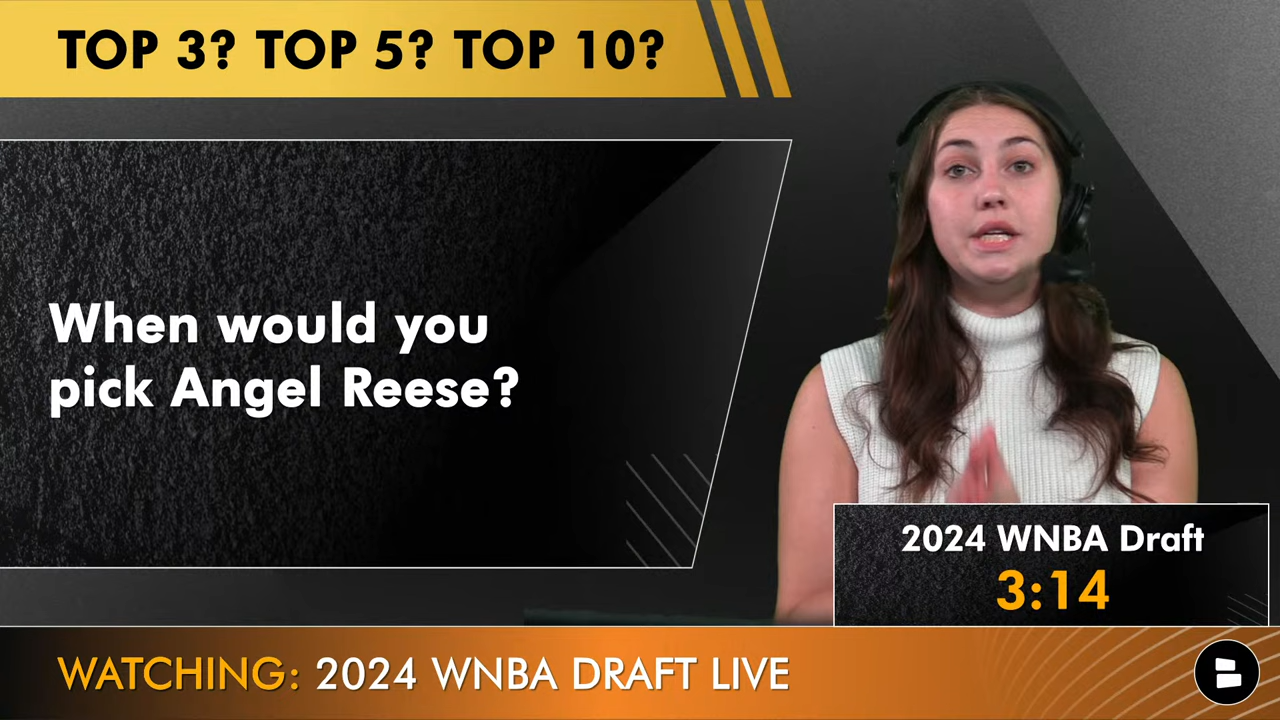 TOP 3? TOP 5? TOP 10?
When would you
pick Angel Reese?
2024 WNBA Draft
3:14
WATCHING: 2024 WNBA DRAFT LIVE